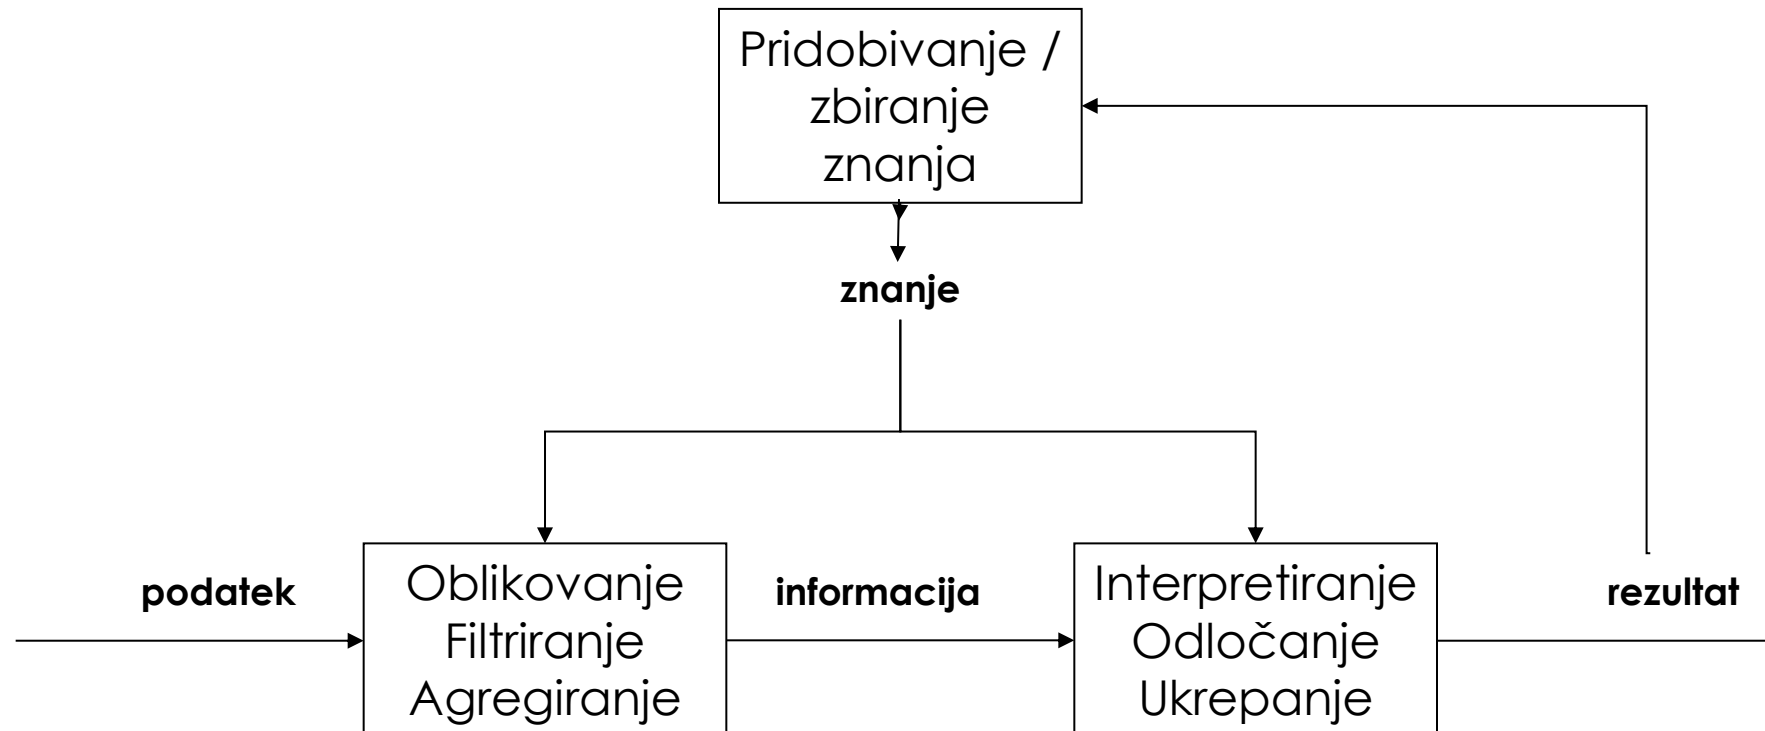 Pridobivanje /
zbiranje
znanja
znanje
podatek
Oblikovanje
Filtriranje
Agregiranje
informacija
Interpretiranje
Odločanje
Ukrepanje
rezultat